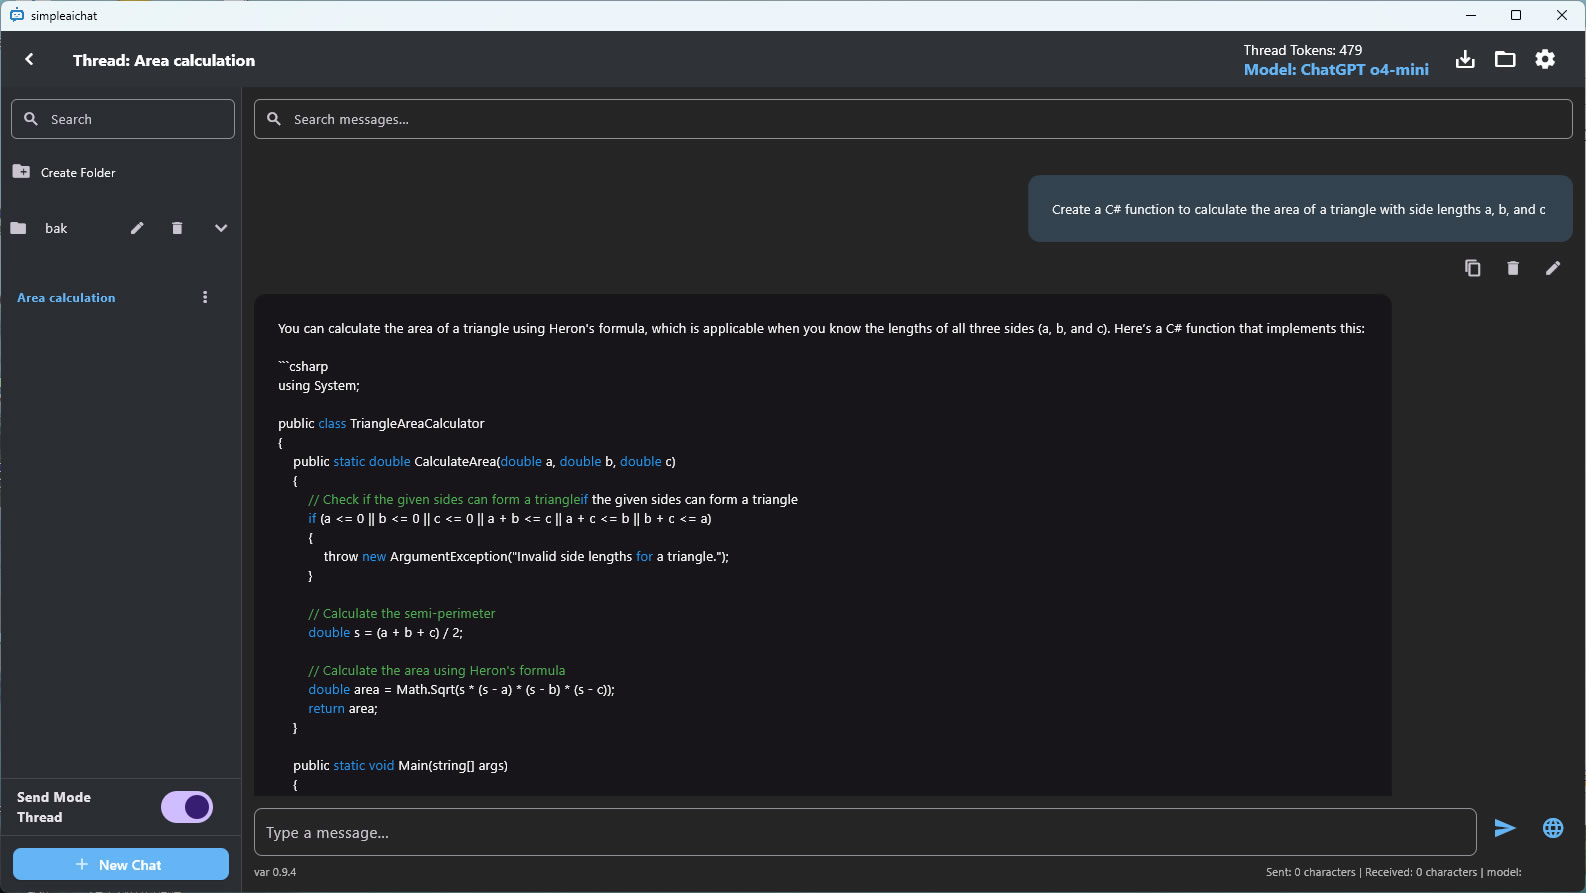 simpleaichat
Thread: Area calculation
Thread Tokens: 479
Model: ChatGPT o4-mini
Search
Search messages...
Create Folder
bak
Area calculation
Create a C# function to calculate the area of a triangle with side lengths a, b, and c
You can calculate the area of a triangle using Heron's formula, which is applicable when you know the lengths of all three sides (a, b, and c). Here's a C# function that implements this:
```csharp
using System;
public class TriangleAreaCalculator
{
public static double CalculateArea(double a, double b, double c)
{
// Check if the given sides can form a triangleif the given sides can form a triangle
if (a <= 0 || b <= 0 || c <= 0 || a + b <= c || a + c <= b || b + c <= a)
{
throw new ArgumentException("Invalid side lengths for a triangle.");
}
// Calculate the semi-perimeter
double s = (a + b + c) / 2;
// Calculate the area using Heron's formula
double area = Math.Sqrt(s * (s - a) * (s - b) * (s - c));
return area;
}
public static void Main(string[] args)
{
Send Mode
Thread
New Chat
Type a message...
var 0.9.4
Sent: 0 characters | Received: 0 characters | model: